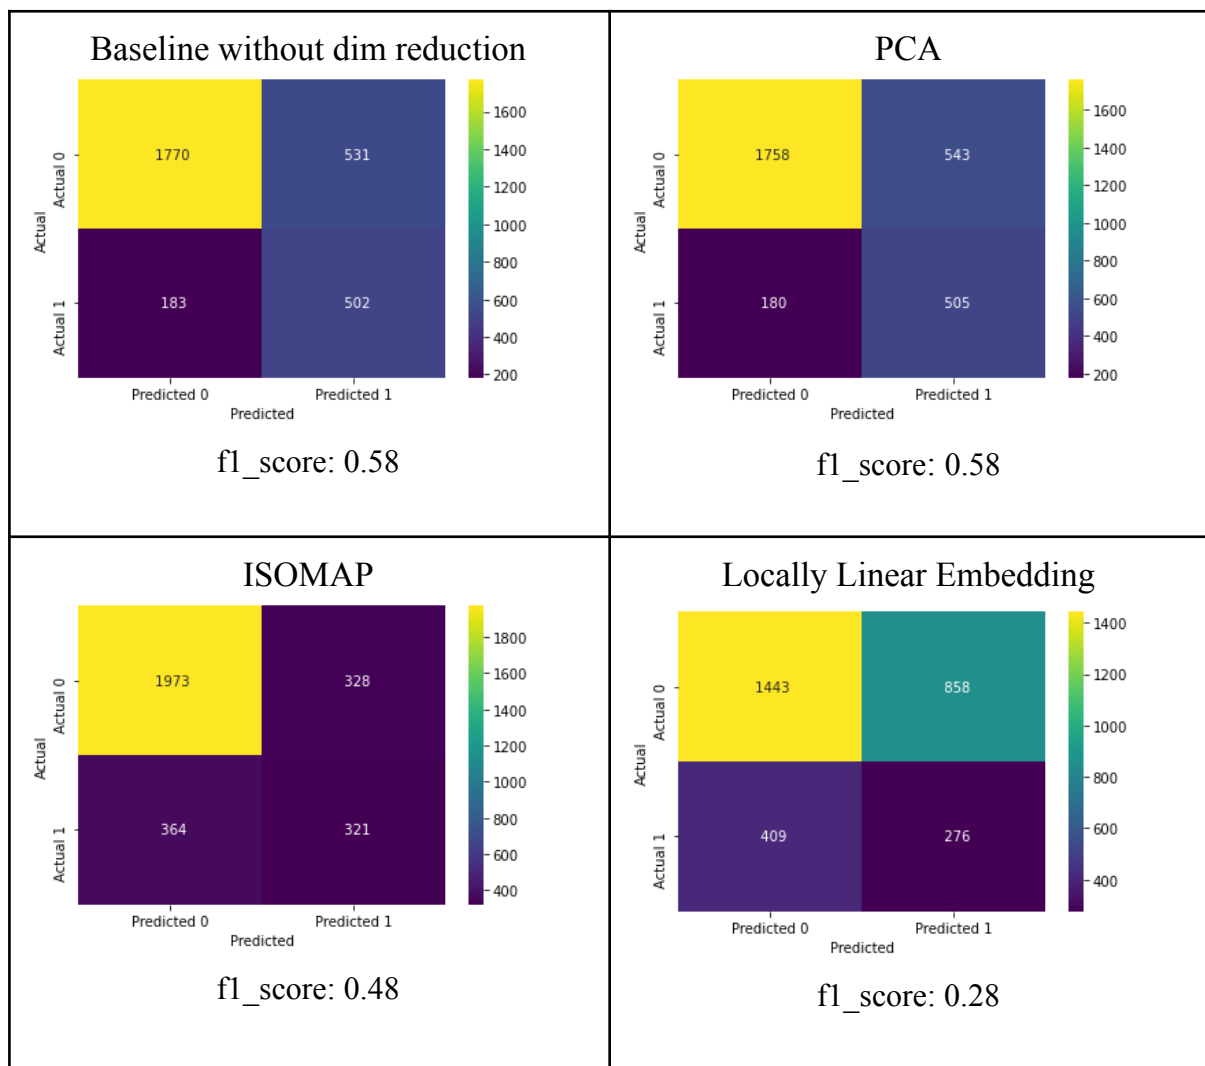 Baseline without dim reduction
1770 531
183 502
Actual 0
Actual 1
Actual
Predicted 0 Predicted 1
Predicted
1600
1400
1200
1000
800
600
400
200
f1_score: 0.58
PCA
1758 543
180 505
Actual 0
Actual 1
Actual
Predicted 0 Predicted 1
Predicted
1600
1400
1200
1000
800
600
400
200
f1_score: 0.58
ISOMAP
1973 328
364 321
Actual 0
Actual 1
Actual
Predicted 0 Predicted 1
Predicted
1800
1600
1400
1200
1000
800
600
400
f1_score: 0.48
Locally Linear Embedding
1443 858
409 276
Actual 0
Actual 1
Actual
Predicted 0 Predicted 1
Predicted
1400
1200
1000
800
600
400
f1_score: 0.28